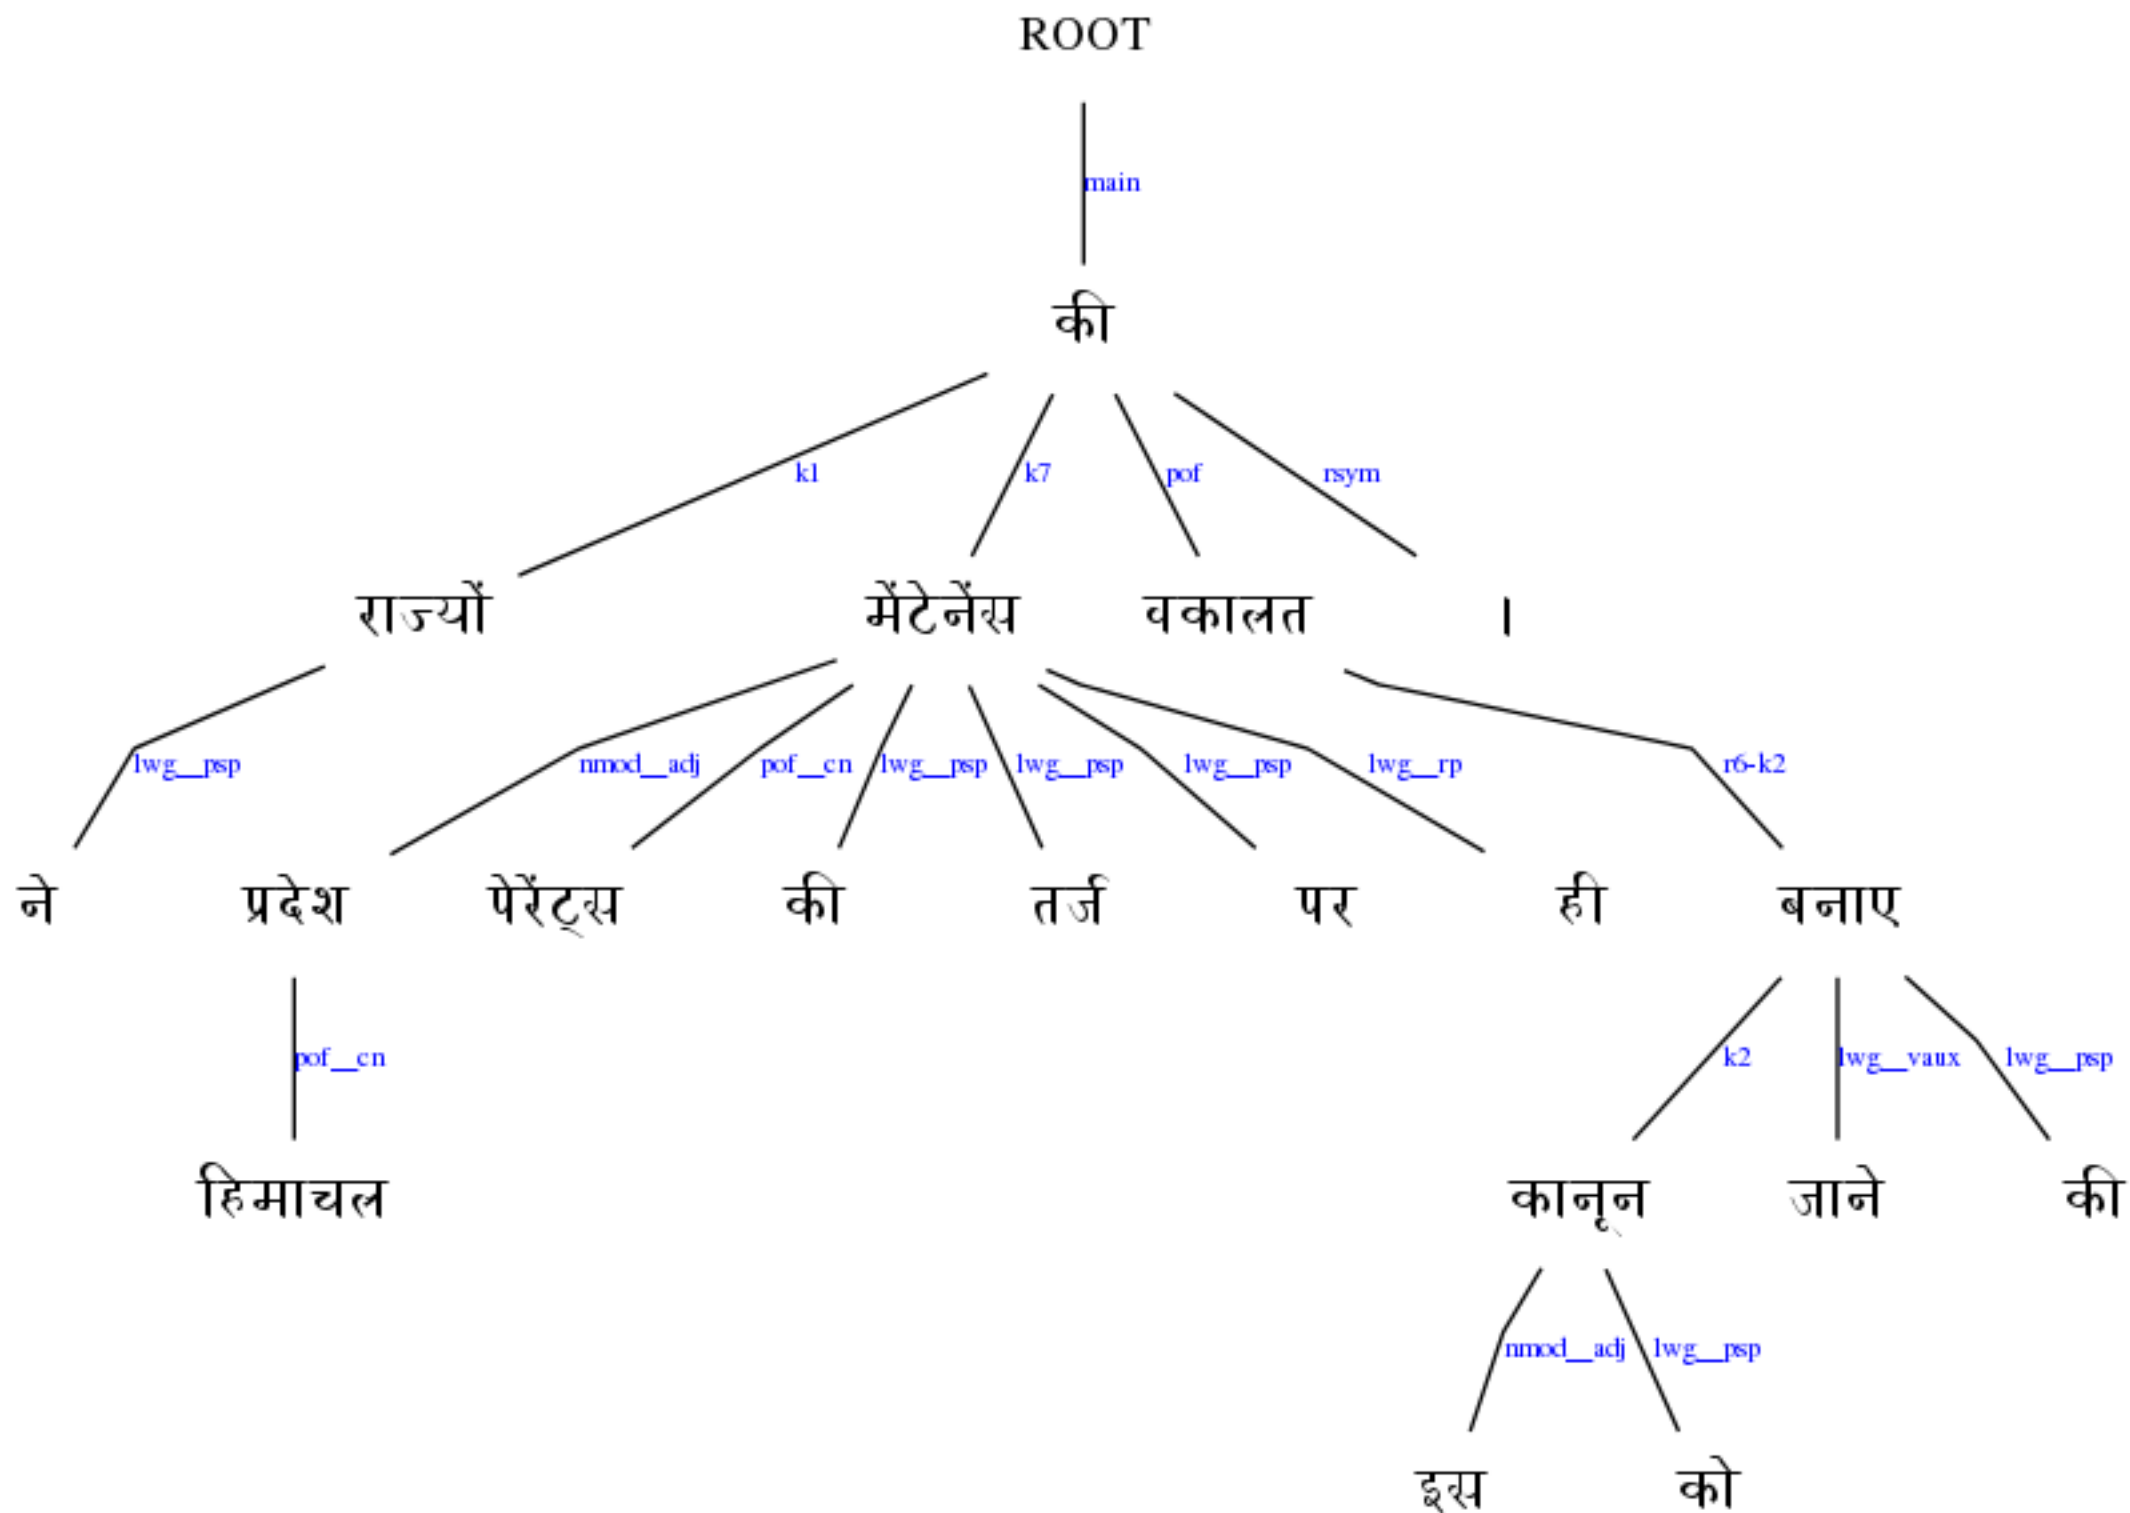 ROOT
main
की
k1 k7 pof rsym
राज्यों मेंटेनेंस वकालत ।
lwg__psp nmod__adj pof__cn lwg__psp lwg__psp lwg__psp lwg__rp r6-k2
ने प्रदेश पेरेंट्स की तर्ज पर ही बनाए
pof__cn k2 lwg__vaux lwg__psp
हिमाचल कानून जाने की
nmod__adj lwg__psp
इस को